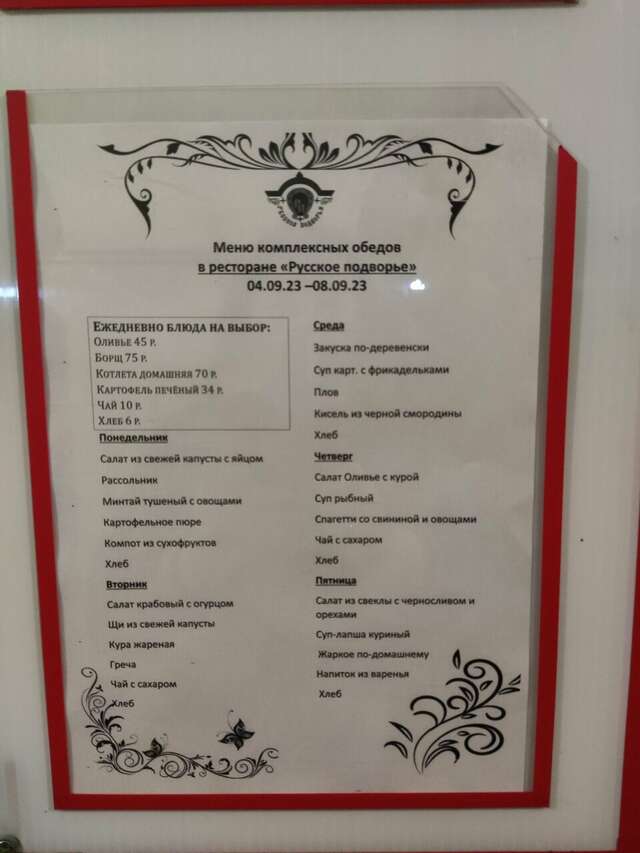 Меню комплексных обедов
в ресторане «Русское подворье»
04.09.23 –08.09.23
Ежедневно блюда на выбор:
Оливье 45 р.
Борщ 75 р.
Котлета домашняя 70 р.
Картофель печёный 34 р.
Чай 10 р.
Хлеб 6 р.
Понедельник
Салат из свежей капусты с яйцом
Рассольник
Минтай тушеный с овощами
Картофельное пюре
Компот из сухофруктов
Хлеб
Вторник
Салат крабовый с огурцом
Щи из свежей капусты
Кура жареная
Греча
Чай с сахаром
Хлеб
Среда
Закуска по-деревенски
Суп карт. с фрикадельками
Плов
Кисель из черной смородины
Хлеб
Четверг
Салат Оливье с курой
Суп рыбный
Спагетти со свининой и овощами
Чай с сахаром
Хлеб
Пятница
Салат из свеклы с черносливом и
орехами
Суп-лапша куриный
Жаркое по-домашнему
Напиток из варенья
Хлеб